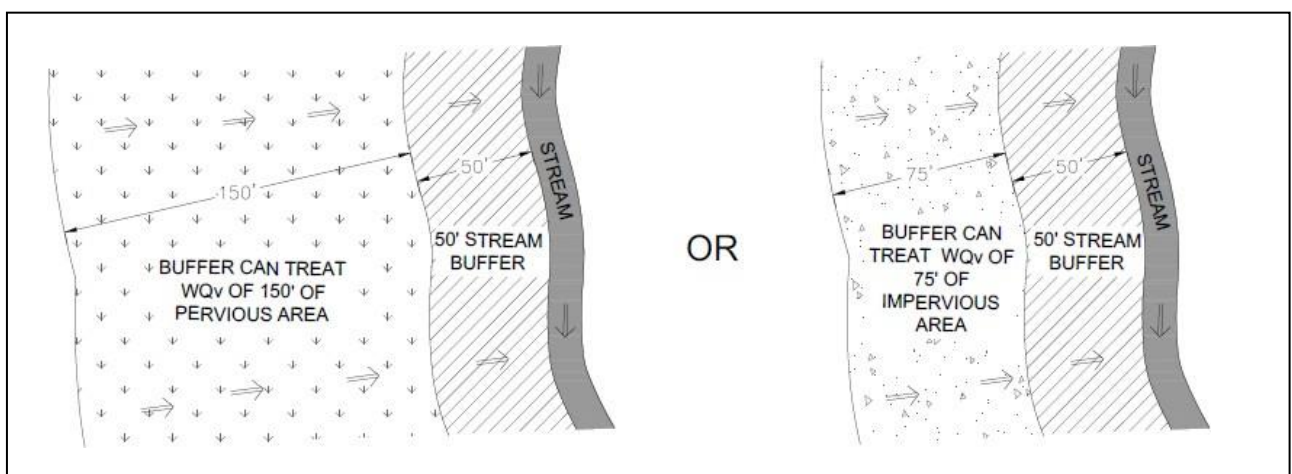 150'
50'
STREAM
BUFFER CAN TREAT
WQv OF 150' OF
PERVIOUS AREA
50' STREAM
BUFFER
OR
75'
50'
STREAM
BUFFER CAN
TREAT WQv OF
75' OF
IMPERVIOUS
AREA
50' STREAM
BUFFER